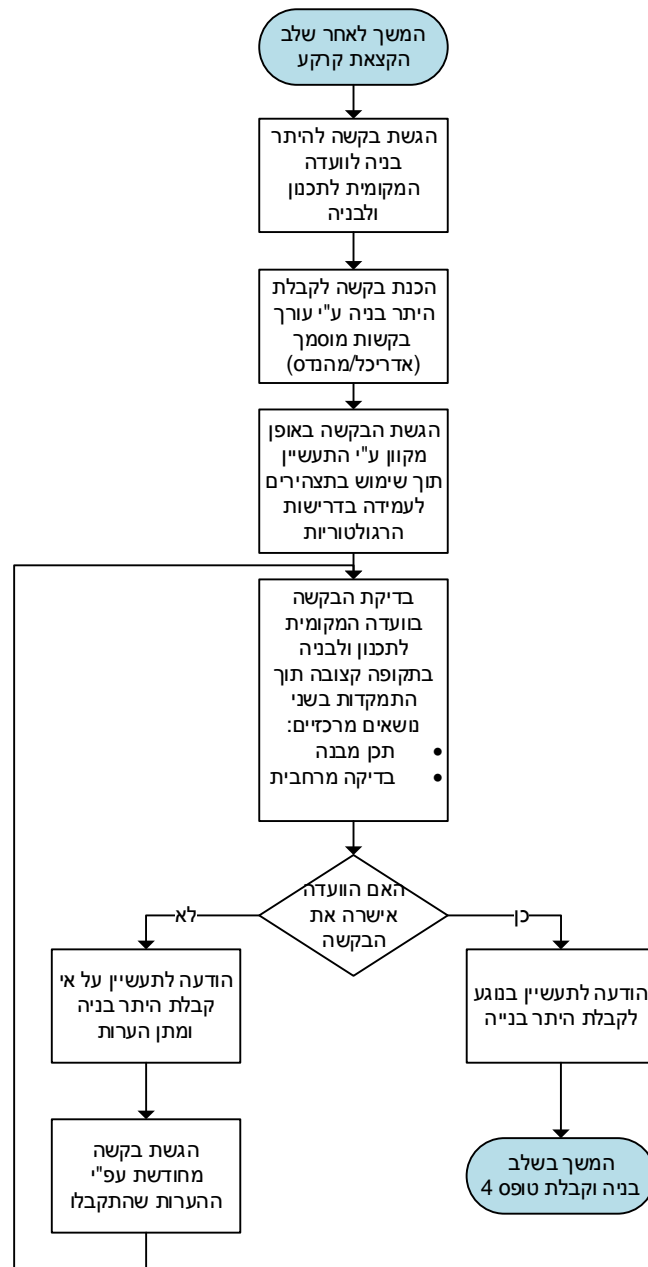 המשך לאחר שלב
הקצאת קרקע
הגשת בקשה להיתר
בניה לוועדה
המקומית לתכנון
ולבניה
הכנת בקשה לקבלת
היתר בניה ע"י עורך
בקשות מוסמך
(אדריכל/מהנדס)
הגשת הבקשה באופן
מקוון ע"י התעשיין
תוך שימוש בתצהירים
לעמידה בדרישות
הרגולטוריות
בדיקת הבקשה
בוועדה המקומית
לתכנון ולבניה
בתקופה קצובה תוך
התמקדות בשני
נושאים מרכזיים:
• תכן מבנה
• בדיקה מרחבית
האם הוועדה
אישרה את
הבקשה
כן
לא
הודעה לתעשיין בנוגע
לקבלת היתר בנייה
המשך בשלב
בניה וקבלת טופס 4
הודעה לתעשיין על אי
קבלת היתר בניה
ומתן הערות
הגשת בקשה
מחודשת עפ"י
ההערות שהתקבלו